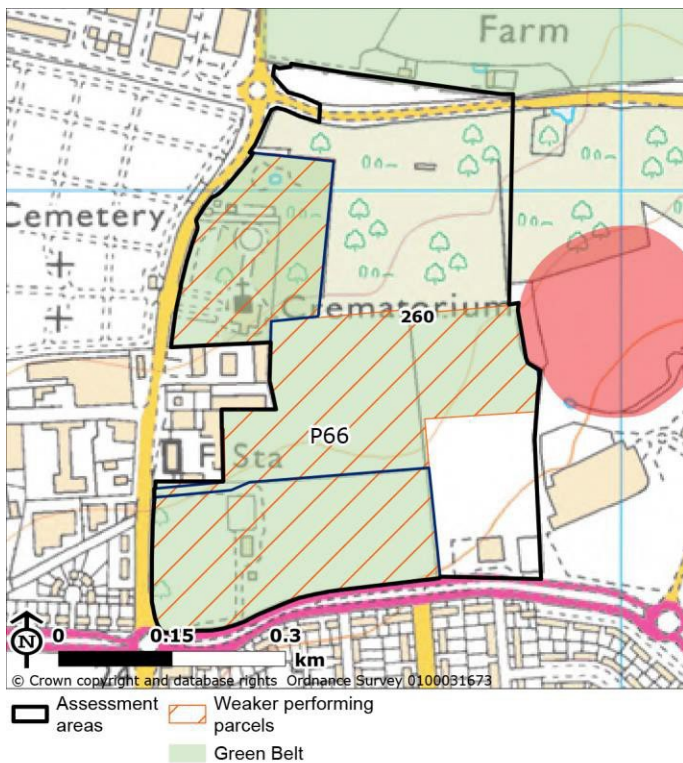 Farm
Cemetery
Crematorium
260
P66
F Sta
N
0 0.15 0.3
km
© Crown copyright and database rights Ordnance Survey 0100031673
Assessment areas
Weaker performing parcels
Green Belt